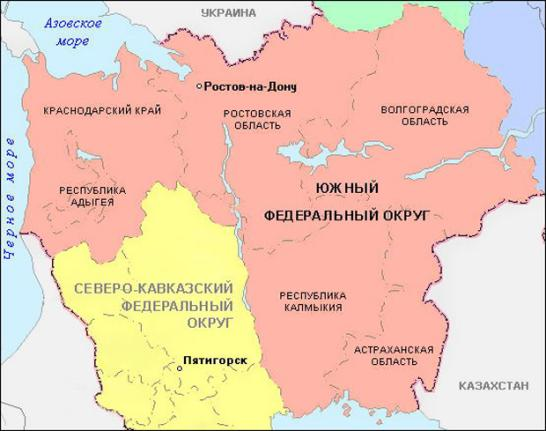 УКРАИНА
Азовское
море
Ростов-на-Дону
КРАСНОДАРСКИЙ КРАЙ
РОСТОВСКАЯ
ОБЛАСТЬ
ВОЛГОГРАДСКАЯ
ОБЛАСТЬ
Черное море
РЕСПУБЛИКА
АДЫГЕЯ
ЮЖНЫЙ
ФЕДЕРАЛЬНЫЙ ОКРУГ
СЕВЕРО-КАВКАЗСКИЙ
ФЕДЕРАЛЬНЫЙ
ОКРУГ
РЕСПУБЛИКА
КАЛМЫКИЯ
Пятигорск
АСТРАХАНСКАЯ
ОБЛАСТЬ
КАЗАХСТАН